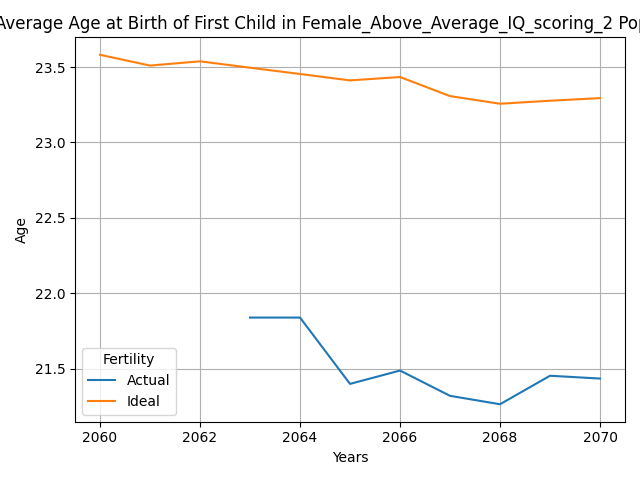 Average Age at Birth of First Child in Female_Above_Average_IQ_scoring_2
23.5
23.0
22.5
22.0
21.5
Age
Fertility
Actual
Ideal
2060 2062 2064 2066 2068 2070
Years